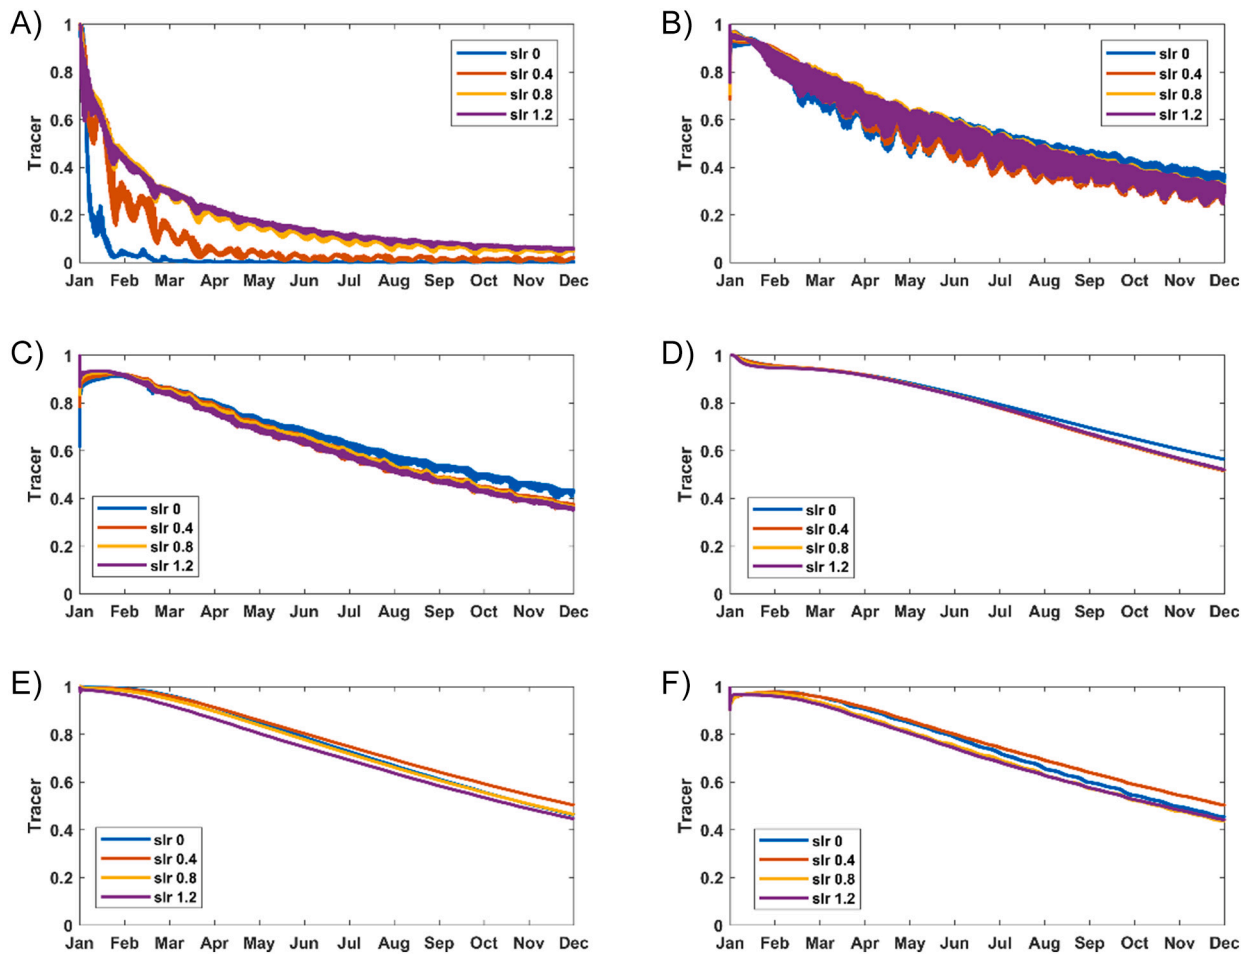 A)
1
0.8
0.6
0.4
0.2
0
Tracer
slr 0
slr 0.4
slr 0.8
slr 1.2
Jan Feb Mar Apr May Jun Jul Aug Sep Oct Nov Dec
B)
1
0.8
0.6
0.4
0.2
0
Tracer
slr 0
slr 0.4
slr 0.8
slr 1.2
Jan Feb Mar Apr May Jun Jul Aug Sep Oct Nov Dec
C)
1
0.8
0.6
0.4
0.2
0
Tracer
slr 0
slr 0.4
slr 0.8
slr 1.2
Jan Feb Mar Apr May Jun Jul Aug Sep Oct Nov Dec
D)
1
0.8
0.6
0.4
0.2
0
Tracer
slr 0
slr 0.4
slr 0.8
slr 1.2
Jan Feb Mar Apr May Jun Jul Aug Sep Oct Nov Dec
E)
1
0.8
0.6
0.4
0.2
0
Tracer
slr 0
slr 0.4
slr 0.8
slr 1.2
Jan Feb Mar Apr May Jun Jul Aug Sep Oct Nov Dec
F)
1
0.8
0.6
0.4
0.2
0
Tracer
slr 0
slr 0.4
slr 0.8
slr 1.2
Jan Feb Mar Apr May Jun Jul Aug Sep Oct Nov Dec